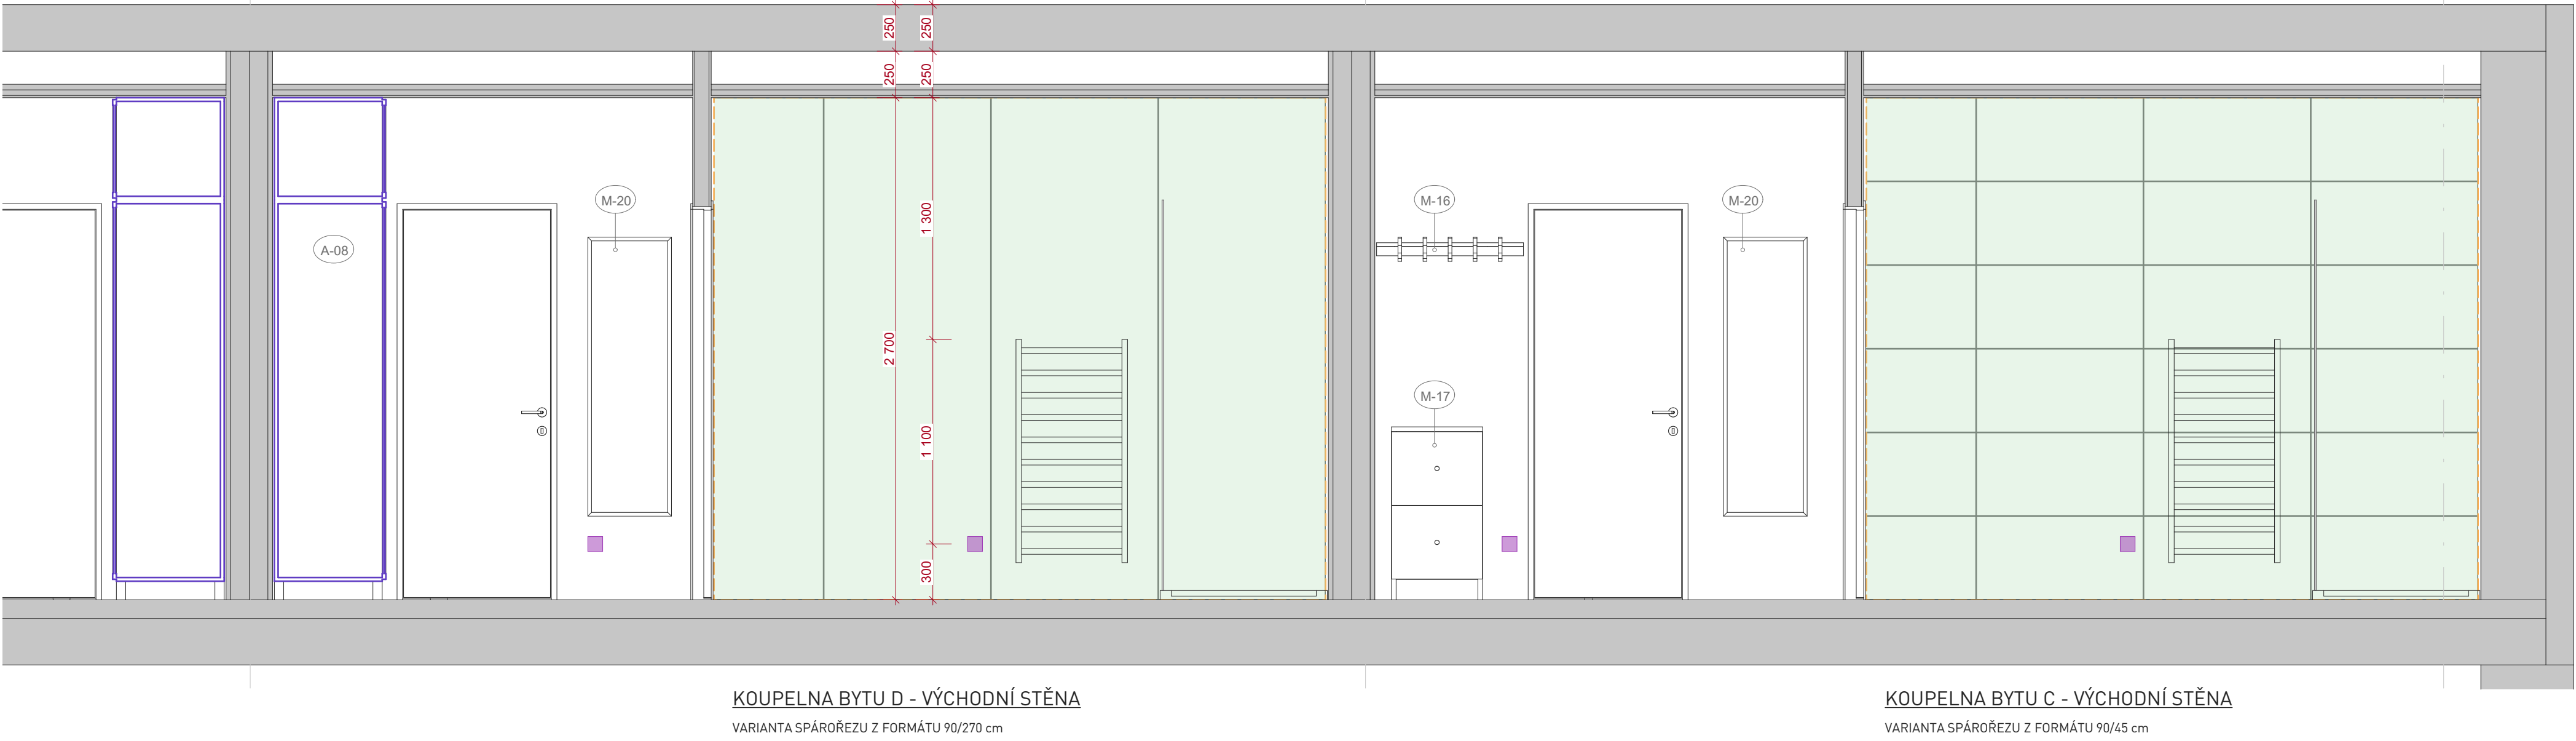 250
250
250
250
M-20
M-16
M-20
1 300
A-08
2 700
M-17
1 100
300
KOUPELNA BYTU D - VÝCHODNÍ STĚNA
VARIANTA SPÁROŘEZU Z FORMÁTU 90/270 cm
KOUPELNA BYTU C - VÝCHODNÍ STĚNA
VARIANTA SPÁROŘEZU Z FORMÁTU 90/45 cm